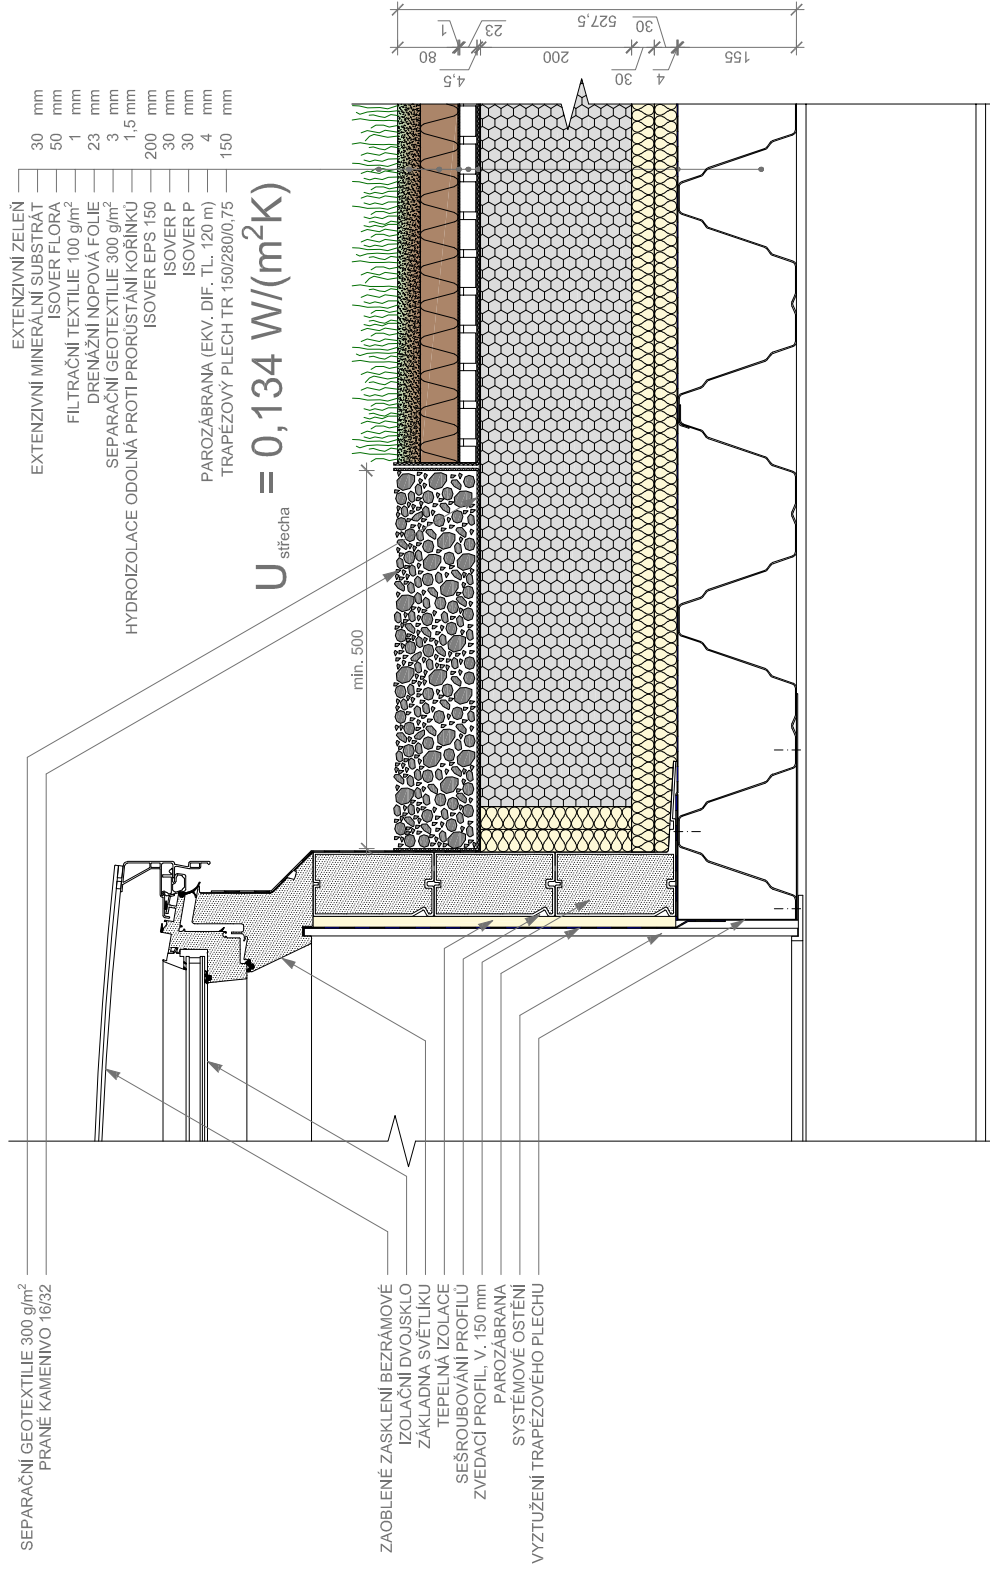 EXTENZIVNÍ ZELEŇ
EXTENZIVNÍ MINERÁLNÍ SUBSTRÁT 30 mm
ISOVER FLORA 50 mm
FILTRAČNÍ TEXTILIE 100 g/m² 1 mm
DRENÁŽNÍ NOPOVÁ FOLIE 23 mm
SEPARAČNÍ GEOTEXTILIE 300 g/m² 3 mm
HYDROIZOLACE ODOLNÁ PROTI PRORŮSTÁNÍ KOŘÍNKŮ 1,5 mm
ISOVER EPS 150 200 mm
ISOVER P 30 mm
ISOVER P 30 mm
PAROZÁBRANA (EKV. DIF. TL. 120 m) 4 mm
TRAPÉZOVÝ PLECH TR 150/280/0,75 150 mm
U střecha = 0,134 W/(m²K)
SEPARAČNÍ GEOTEXTILIE 300 g/m²
PRANÉ KAMENIVO 16/32
min. 500
80
1
4,5
23
200
30
30
4
155
527,5
ZAOBLENÉ ZASKLENÍ BEZRÁMOVÉ
IZOLAČNÍ DVOJSKLO
ZÁKLADNA SVĚTLÍKU
TEPELNÁ IZOLACE
SEŠROUBOVÁNÍ PROFILŮ
ZVEDACÍ PROFIL, V. 150 mm
PAROZÁBRANA
SYSTÉMOVÉ OSTĚNÍ
VYZTUŽENÍ TRAPÉZOVÉHO PLECHU